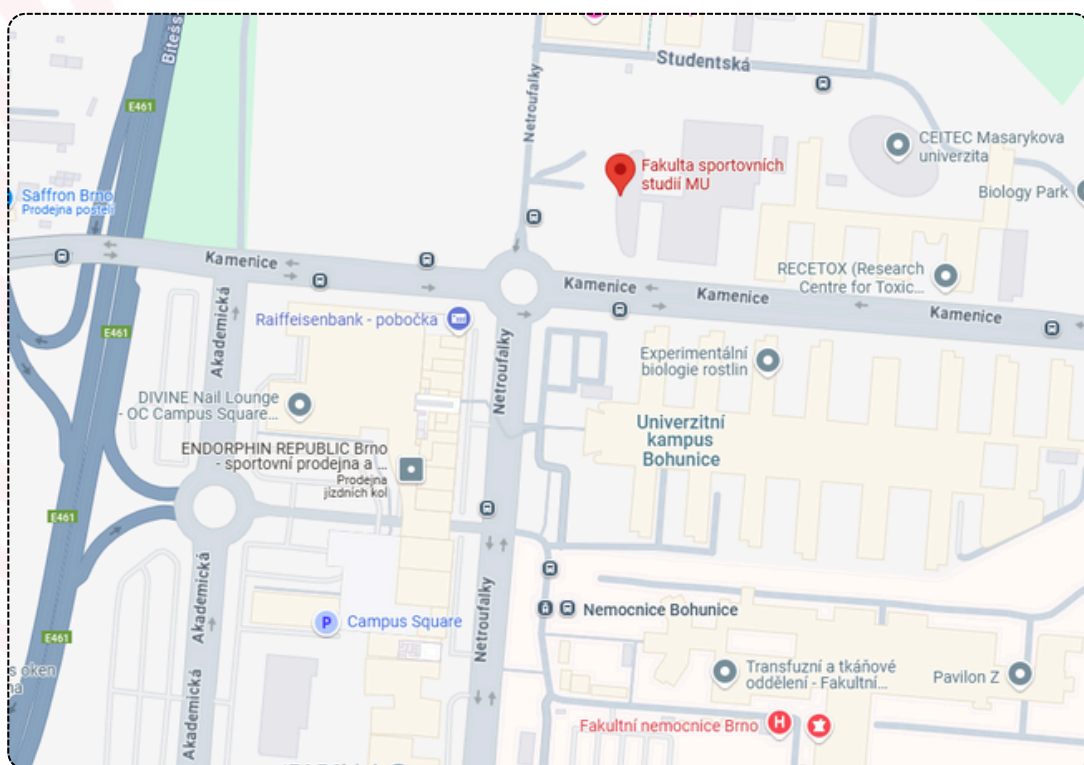 Bítešs
Studentská
E461
Netroufalky
CEITEC Masarykova
univerzita
Fakulta sportovních
studií MU
Saffron Brno
Prodejna postelí
Biology Park
Kamenice
Kamenice
Kamenice
RECETOX (Research
Centre for Toxic...
Kamenice
Akademická
Raiffeisenbank - pobočka
E461
Netroufalky
Experimentální
biologie rostlin
DIVINE Nail Lounge
- OC Campus Square...
Univerzitní
kampus
Bohunice
ENDORPHIN REPUBLIC Brno
- sportovní prodejna a ...
Prodejna
jízdních kol
E461
Akademická
Netroufalky
Nemocnice Bohunice
P
Campus Square
E461
s oken
Transfuzní a tkáňové
oddělení - Fakultní...
Pavilon Z
Akademická
Fakultní nemocnice Brno
H